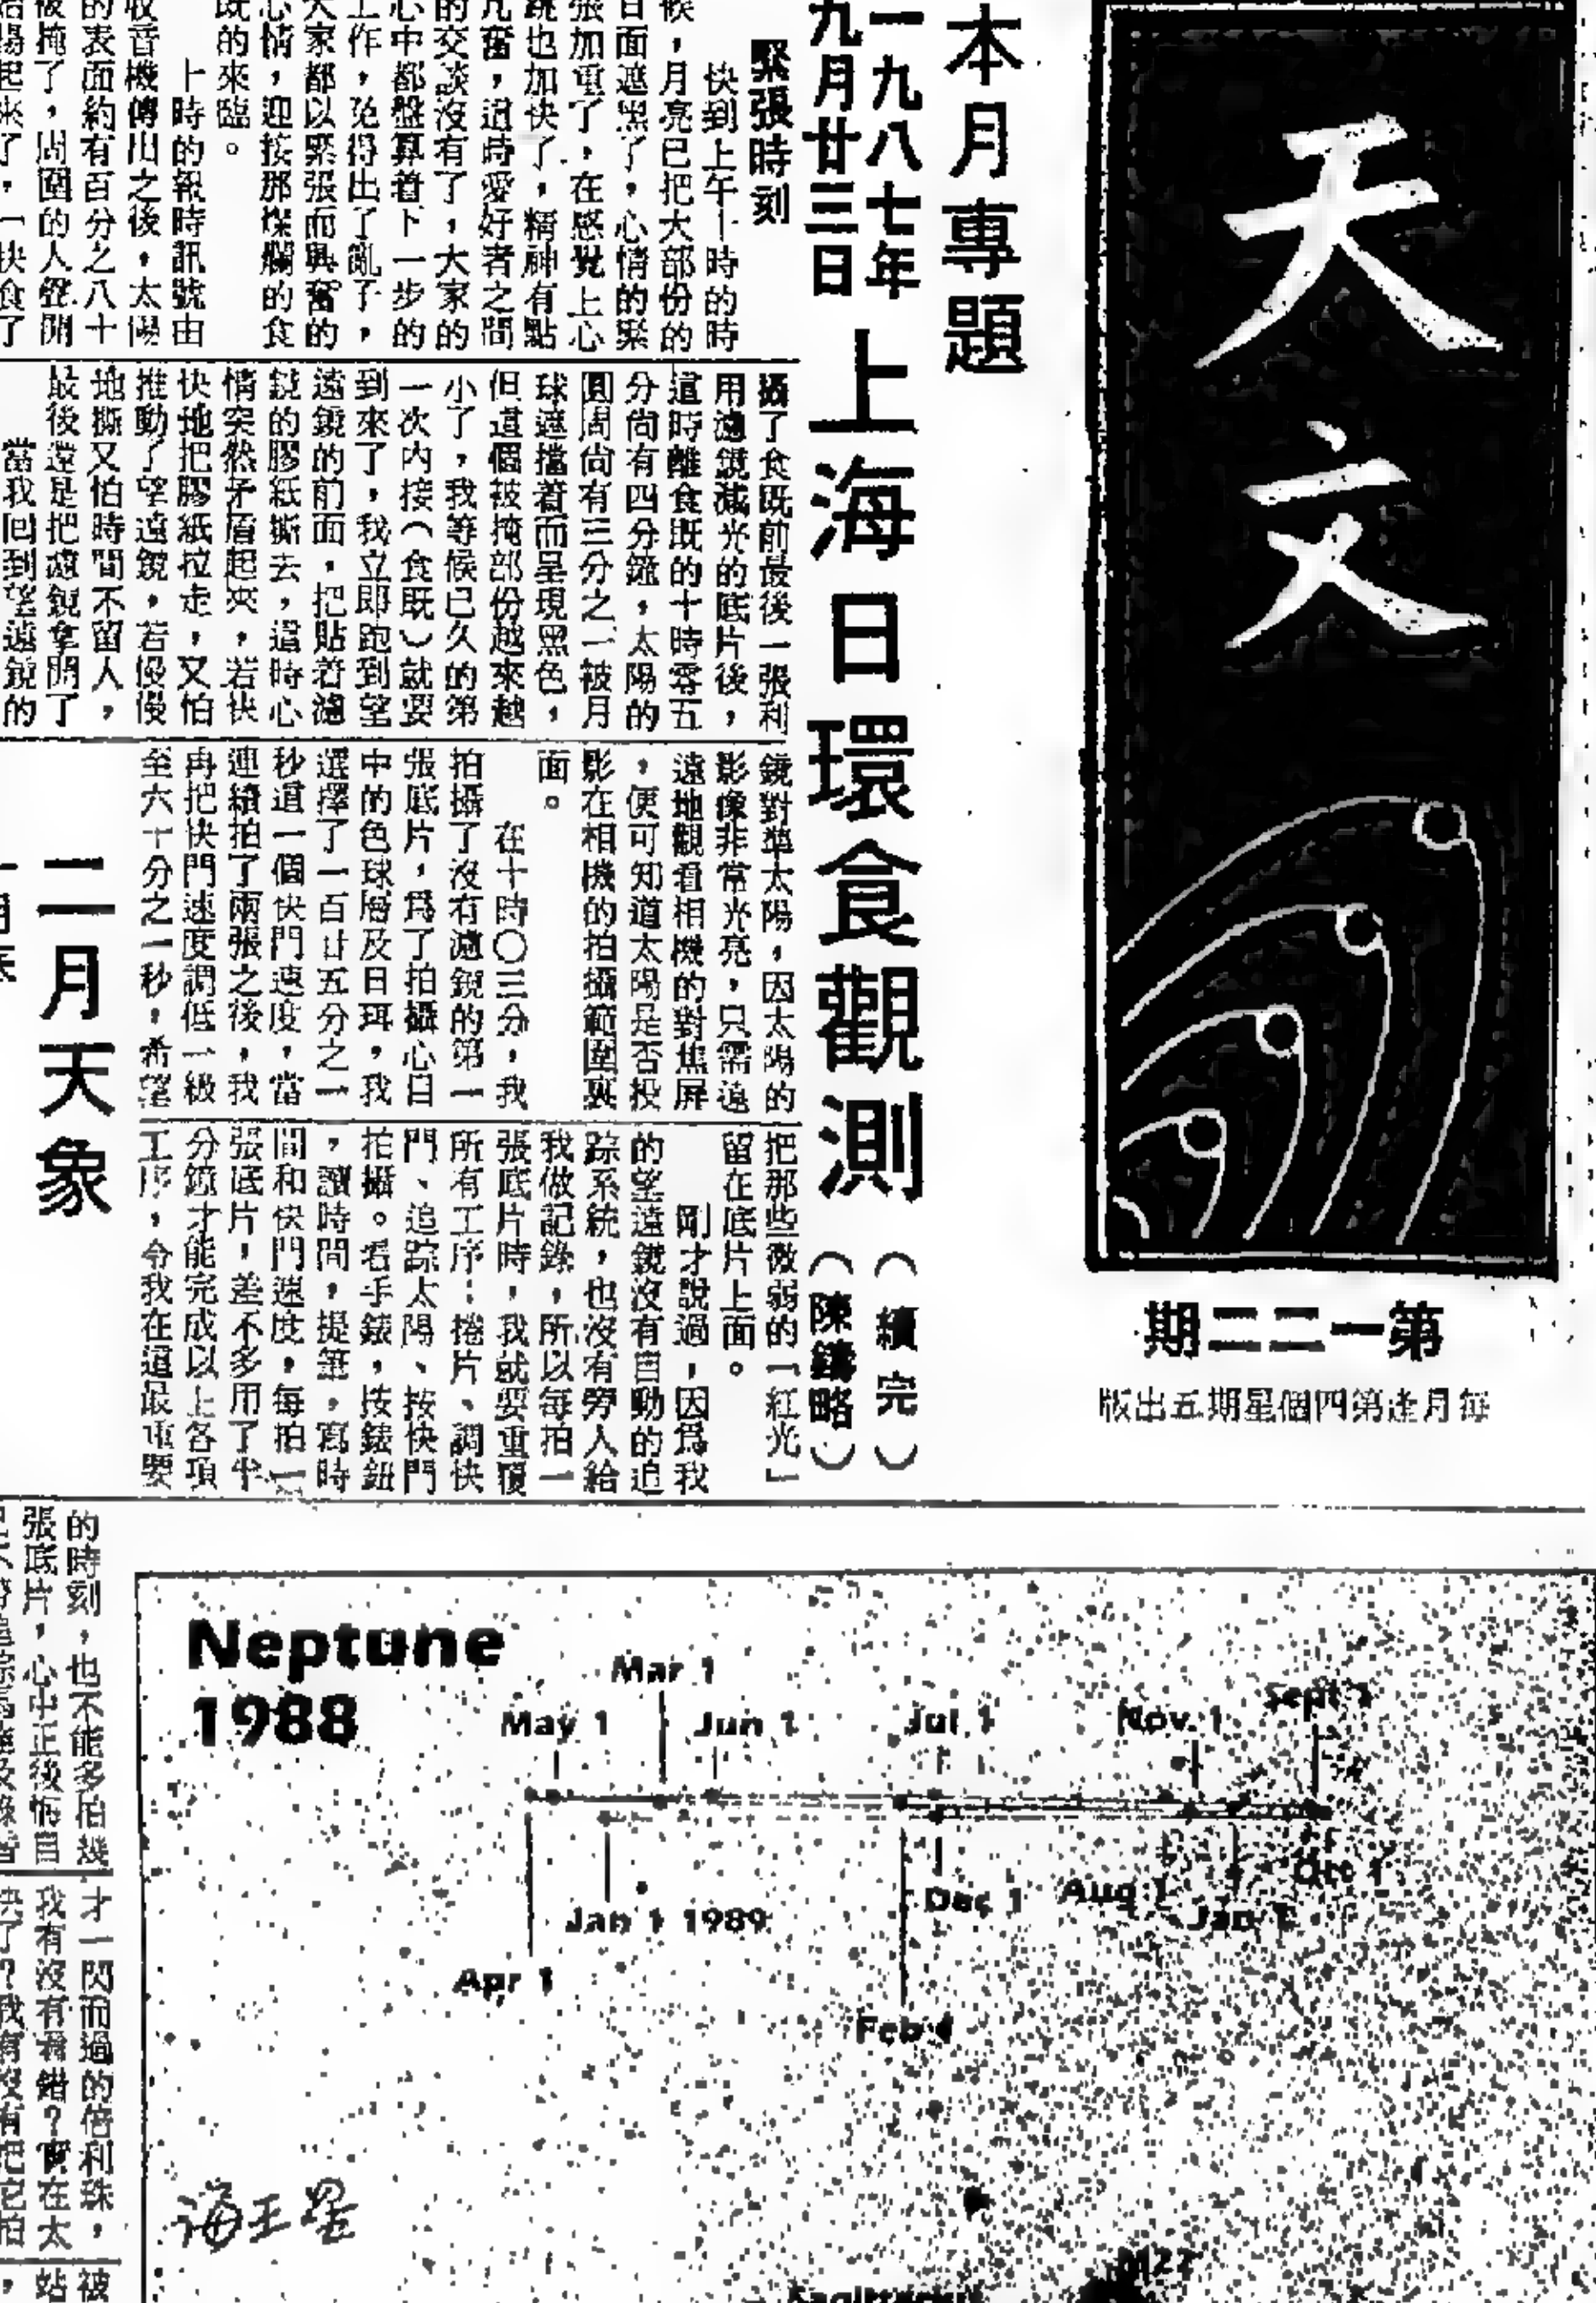 天文
第一二二期
每月逢第四個星期五出版
本月專題
一九八七年
九月廿三日
上海日環食觀測
(續完)
(陳鑄略)
緊張時刻
快到上午十時的時
候，月亮已把大部份的
日面遮黑了，心情的緊
張加重了，在感覺上心
跳也加快了，精神有點
亢奮，這時愛好者之間
的交談沒有了，大家的
心中都盤算着下一步的
工作，免得出了亂子，
大家都以緊張而興奮的
心情，迎接那燦爛的食
既的來臨。
十時的報時訊號由
收音機傳出之後，太陽
的表面約有百分之八十
被掩了，周圍的人聲開
始揚起來了，「快食了
攝了食既前最後一張利
用濾鏡減光的底片後，
這時離食既的十時零五
分尚有四分鐘，太陽的
圓周尚有三分之一被月
球遮擋着而呈現黑色，
但這個被掩部份越來越
小了，我等候已久的第
一次內接（食既）就要
到來了，我立即跑到望
遠鏡的前面，把貼着濾
鏡的膠紙撕去，這時心
情突然矛盾起來，若快
快地把膠紙拉走，又怕
推動了望遠鏡，若慢慢
地撕又怕時間不留人，
最後還是把濾鏡拿開了
當我回到望遠鏡的
鏡對準太陽，因太陽的
影像非常光亮，只需遠
遠地觀看相機的對焦屏
，便可知道太陽是否投
影在相機的拍攝範圍裏
面。
在十時〇三分，我
拍攝了沒有濾鏡的第一
張底片，爲了拍攝心目
中的色球層及日珥，我
選擇了一百廿五分之一
秒這一個快門速度，當
連續拍了兩張之後，我
再把快門速度調低一級
至六十分之一秒，希望
把那些微弱的「紅光」
留在底片上面。
剛才說過，因爲我
的望遠鏡沒有自動的追
踪系統，也沒有旁人給
我做記錄，所以每拍一
張底片時，我就要重覆
所有工序：捲片、調快
門、追踪太陽、按快門
拍攝。看手錶，按錶鈕
，讀時間，提筆，寫時
間和快門速度，每拍一
張底片，差不多用了半
分鐘才能完成以上各項
工序，令我在這最重要
二月天象
的時刻，也不能多拍幾
張底片，心中正後悔自
才一閃而過的倍利珠，
我有沒有看錯？實在太
快了？我有沒有把它拍
被
站
Neptune
1988
Mar 1
May 1
Jun 1
Jul 1
Nov 1
Sept 1
Jan 1 1989
Dec 1
Aug 1
Oct 1
Jan 1
Apr 1
Feb 1
海王星
M22
Sagittarius